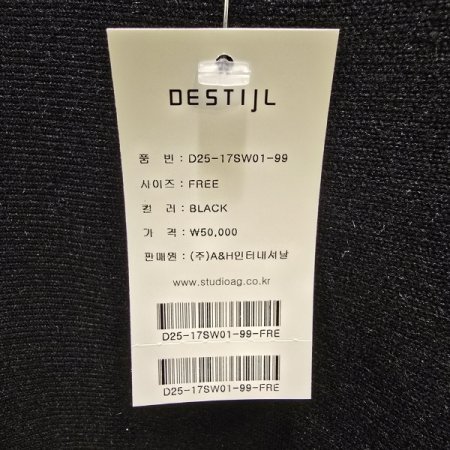 DESTIJL
품 빈 : D25-17SW01-99
사이즈 : FREE
컬 러 : BLACK
가 격 : ₩50,000
판매원 : (주)A&H인터내셔날
www.studioag.co.kr
D25-17SW01-99-FRE
D25-17SW01-99-FRE